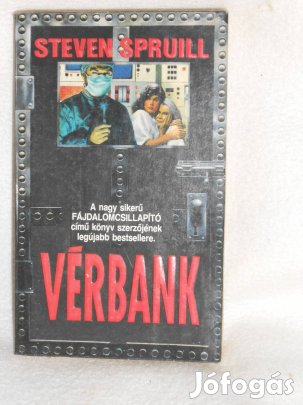 STEVEN SPRUILL
A nagy sikerű
FÁJDALOMCSILLAPÍTÓ
című könyv szerzőjének
legújabb bestsellere.
VÉRBANK
Jófogás